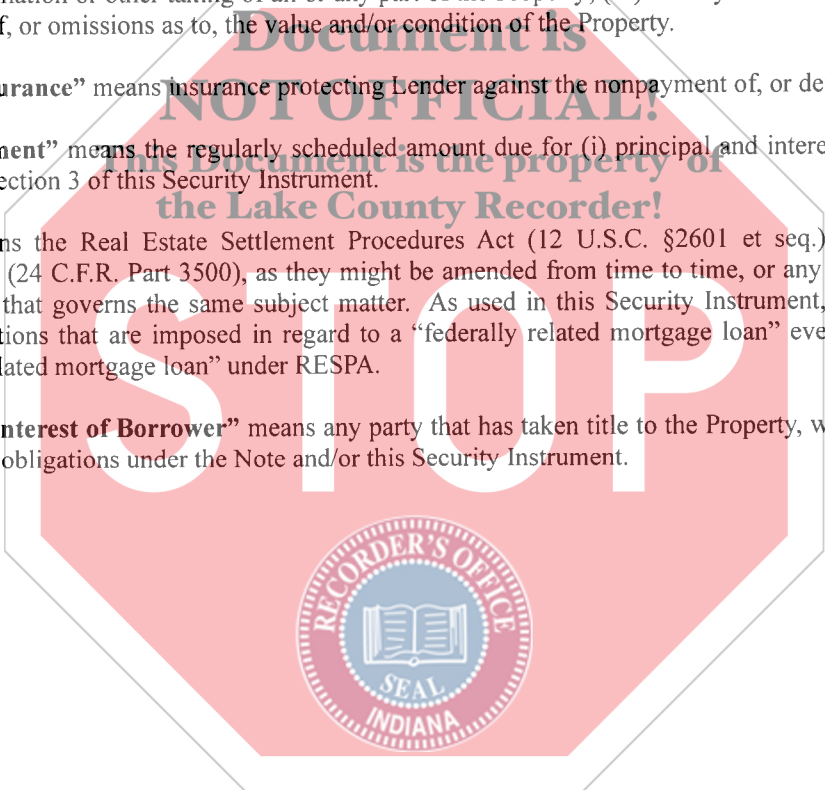 Document is
f, or omissions as to, the value and/or condition of the Property.
urance” means insurance protecting Lender against the nonpayment of, or de
NOT OFFICIAL!
ment” means the regularly scheduled amount due for (i) principal and intere
This Document is the property of
ection 3 of this Security Instrument.
the Lake County Recorder!
ns the Real Estate Settlement Procedures Act (12 U.S.C. §2601 et seq.)
(24 C.F.R. Part 3500), as they might be amended from time to time, or any
that governs the same subject matter. As used in this Security Instrument,
tions that are imposed in regard to a “federally related mortgage loan” eve
lated mortgage loan” under RESPA.
STOP
nterest of Borrower” means any party that has taken title to the Property, w
obligations under the Note and/or this Security Instrument.
RECORDER'S OFFICE
SEAL
INDIANA